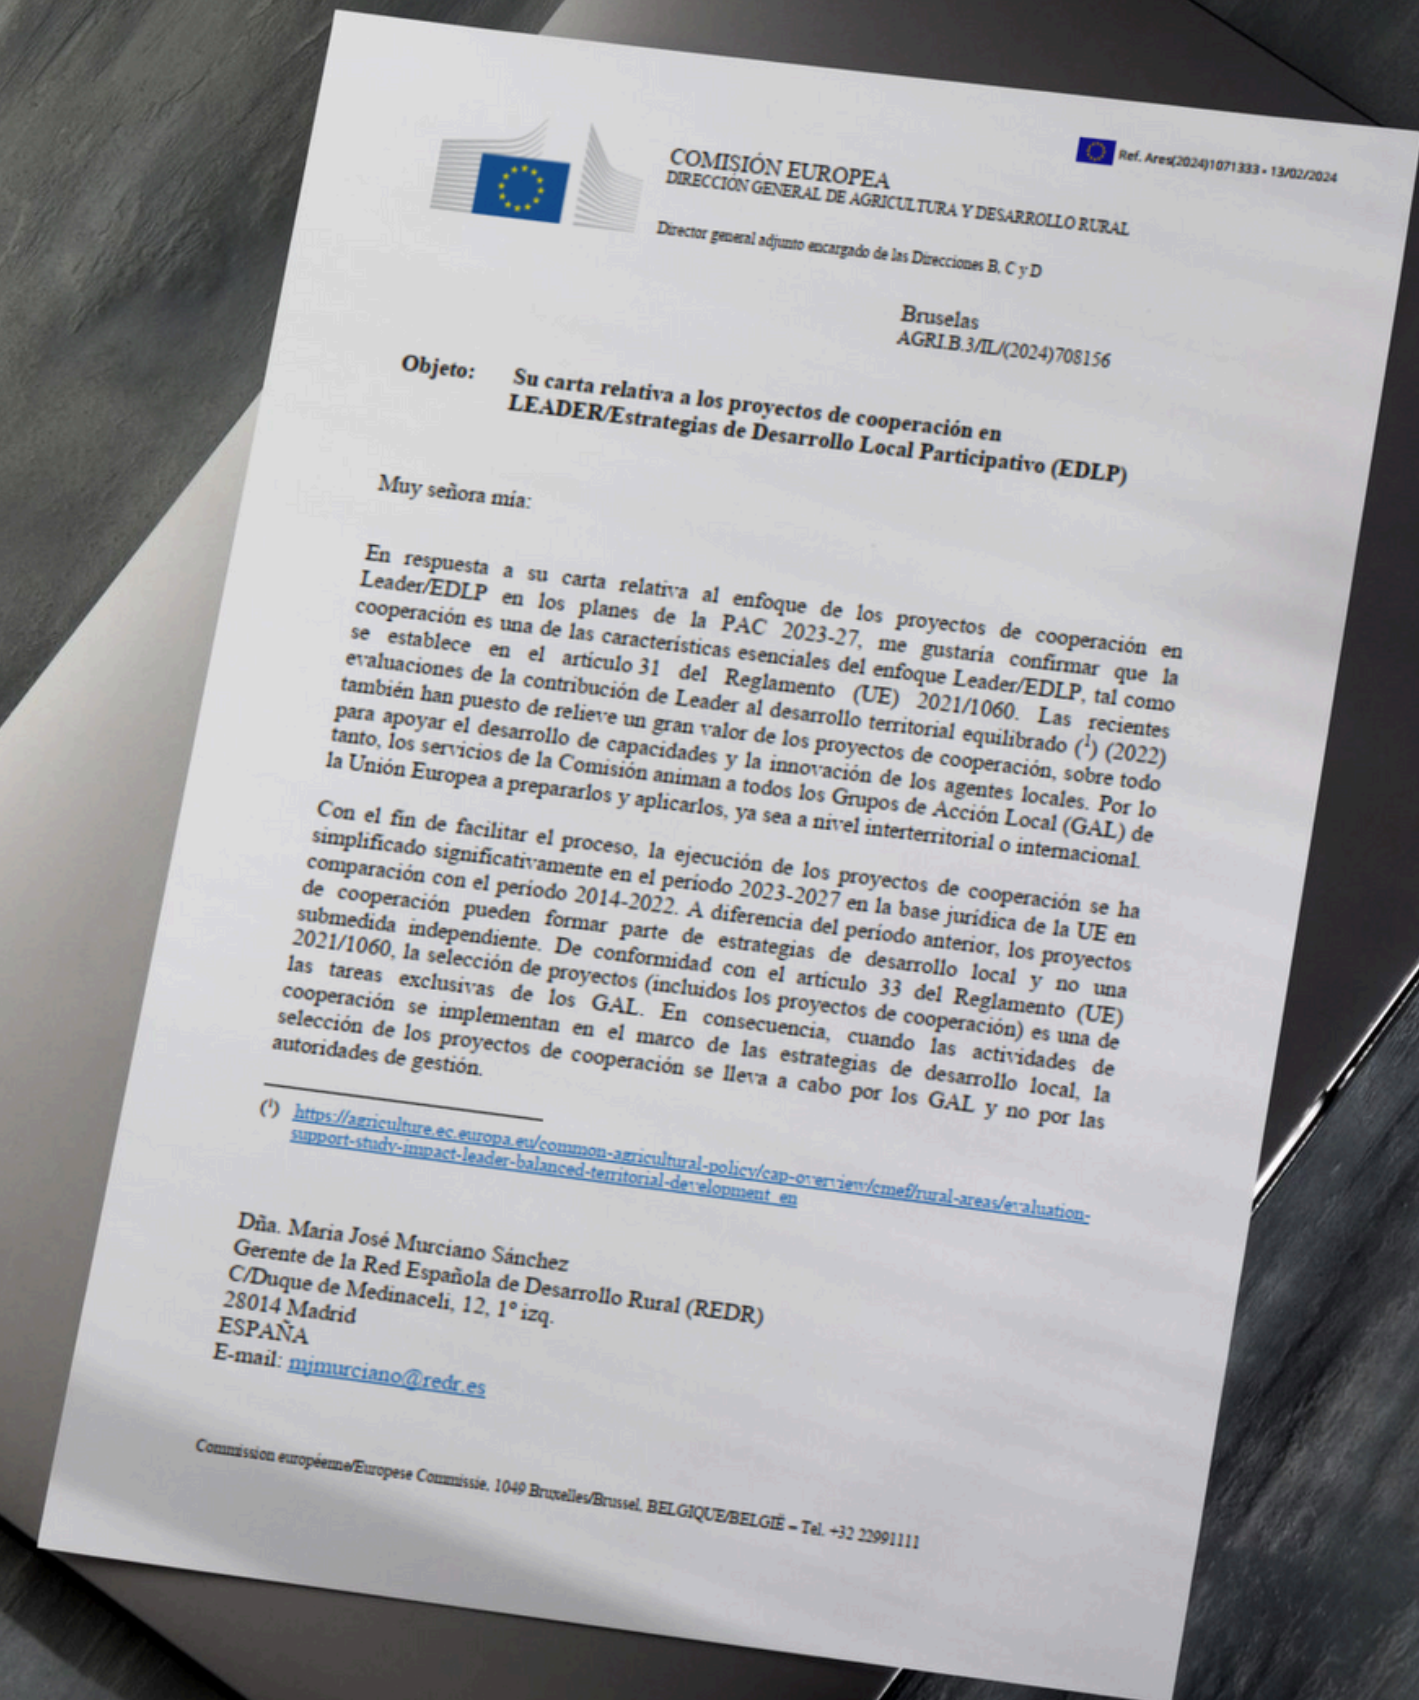 COMISIÓN EUROPEA
DIRECCIÓN GENERAL DE AGRICULTURA Y DESARROLLO RURAL
Ref. Ares(2024)1071333 - 13/02/2024
Director general adjunto encargado de las Direcciones B, C y D
Bruselas
AGRI.B.3/IL/(2024)708156
Objeto: Su carta relativa a los proyectos de cooperación en
LEADER/Estrategias de Desarrollo Local Participativo (EDLP)
Muy señora mía:
En respuesta a su carta relativa al enfoque de los proyectos de cooperación en
Leader/EDLP en los planes de la PAC 2023-27, me gustaría confirmar que la
cooperación es una de las características esenciales del enfoque Leader/EDLP, tal como
se establece en el artículo 31 del Reglamento (UE) 2021/1060. Las recientes
evaluaciones de la contribución de Leader al desarrollo territorial equilibrado (¹) (2022)
también han puesto de relieve un gran valor de los proyectos de cooperación, sobre todo
para apoyar el desarrollo de capacidades y la innovación de los agentes locales. Por lo
tanto, los servicios de la Comisión animan a todos los Grupos de Acción Local (GAL) de
la Unión Europea a prepararlos y aplicarlos, ya sea a nivel interterritorial o internacional.
Con el fin de facilitar el proceso, la ejecución de los proyectos de cooperación se ha
simplificado significativamente en el período 2023-2027 en la base jurídica de la UE en
comparación con el período 2014-2022. A diferencia del período anterior, los proyectos
de cooperación pueden formar parte de estrategias de desarrollo local y no una
submedida independiente. De conformidad con el artículo 33 del Reglamento (UE)
2021/1060, la selección de proyectos (incluidos los proyectos de cooperación) es una de
las tareas exclusivas de los GAL. En consecuencia, cuando las actividades de
cooperación se implementan en el marco de las estrategias de desarrollo local, la
selección de los proyectos de cooperación se lleva a cabo por los GAL y no por las
autoridades de gestión.
(¹) https://agriculture.ec.europa.eu/common-agricultural-policy/cap-overview/cmef/rural-areas/evaluation-
support-study-impact-leader-balanced-territorial-development_en
Dña. Maria José Murciano Sánchez
Gerente de la Red Española de Desarrollo Rural (REDR)
C/Duque de Medinaceli, 12, 1º izq.
28014 Madrid
ESPAÑA
E-mail: mjmurciano@redr.es
Commission européenne/Europese Commissie, 1049 Bruxelles/Brussel, BELGIQUE/BELGIË – Tel. +32 22991111